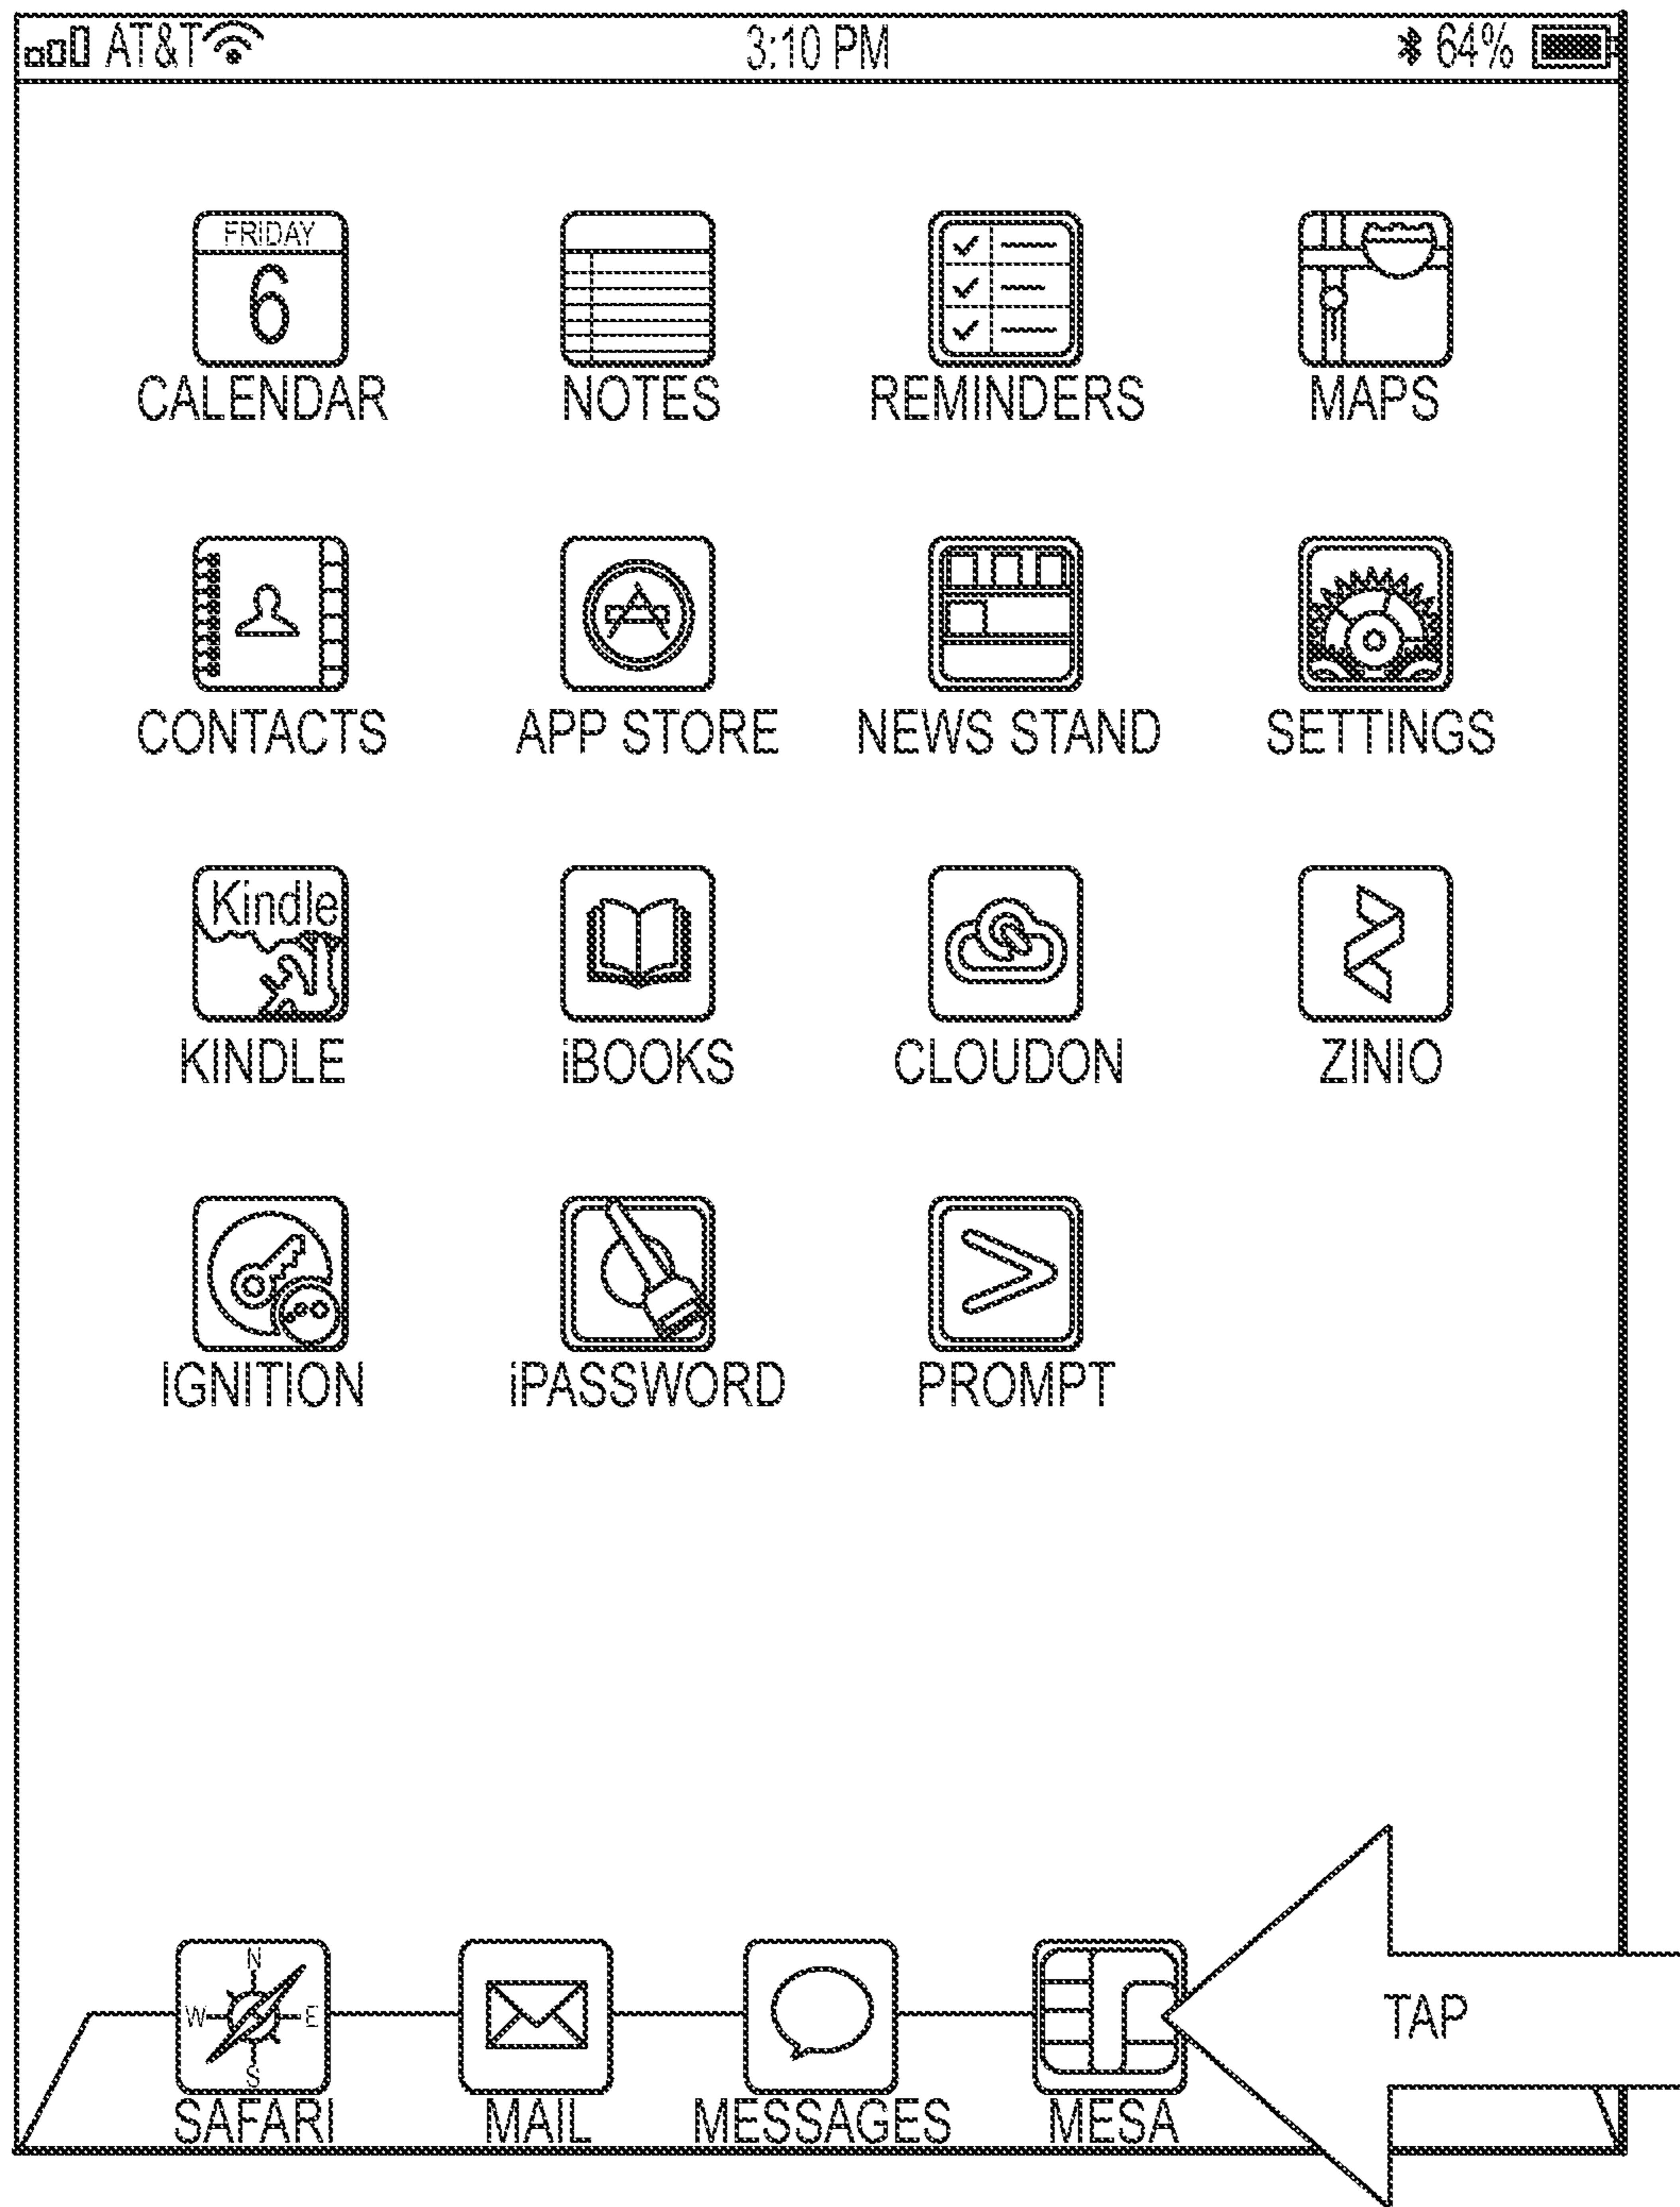 AT&T 3:10 PM 64%
FRIDAY
6
CALENDAR NOTES REMINDERS MAPS
CONTACTS APP STORE NEWS STAND SETTINGS
Kindle
KINDLE iBOOKS CLOUDON ZINIO
IGNITION iPASSWORD PROMPT
N
W E
S
TAP
SAFARI MAIL MESSAGES MESA